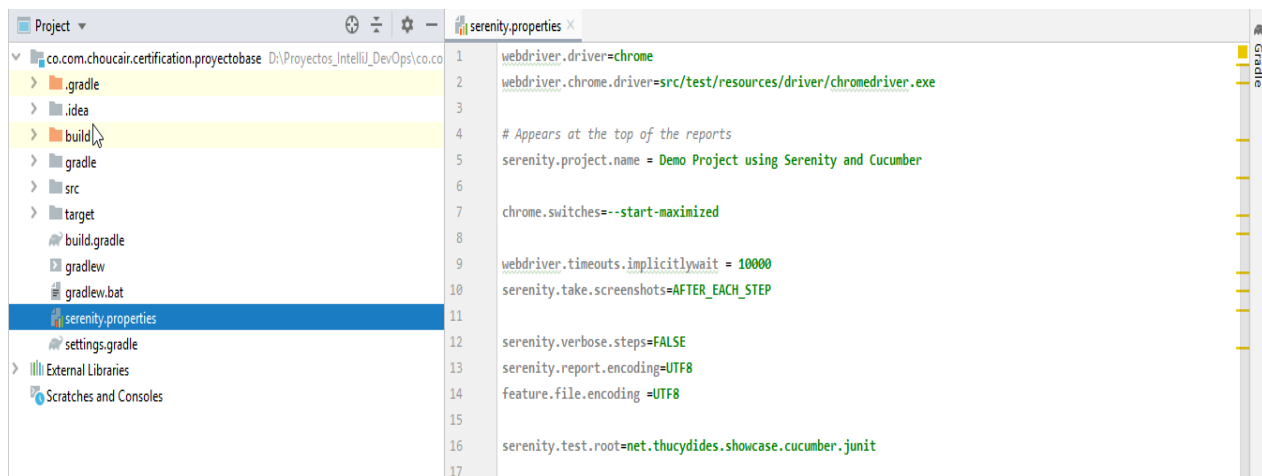 Project
co.com.choucair.certification.proyectobase D:\Proyectos_IntelliJ_DevOps\co.co
.gradle
.idea
build
gradle
src
target
build.gradle
gradlew
gradlew.bat
serenity.properties
settings.gradle
External Libraries
Scratches and Consoles
serenity.properties
1 webdriver.driver=chrome
2 webdriver.chrome.driver=src/test/resources/driver/chromedriver.exe
3
4 # Appears at the top of the reports
5 serenity.project.name = Demo Project using Serenity and Cucumber
6
7 chrome.switches=--start-maximized
8
9 webdriver.timeouts.implicitlywait = 10000
10 serenity.take.screenshots=AFTER_EACH_STEP
11
12 serenity.verbose.steps=FALSE
13 serenity.report.encoding=UTF8
14 feature.file.encoding =UTF8
15
16 serenity.test.root=net.thucydides.showcase.cucumber.junit
17
Gradle